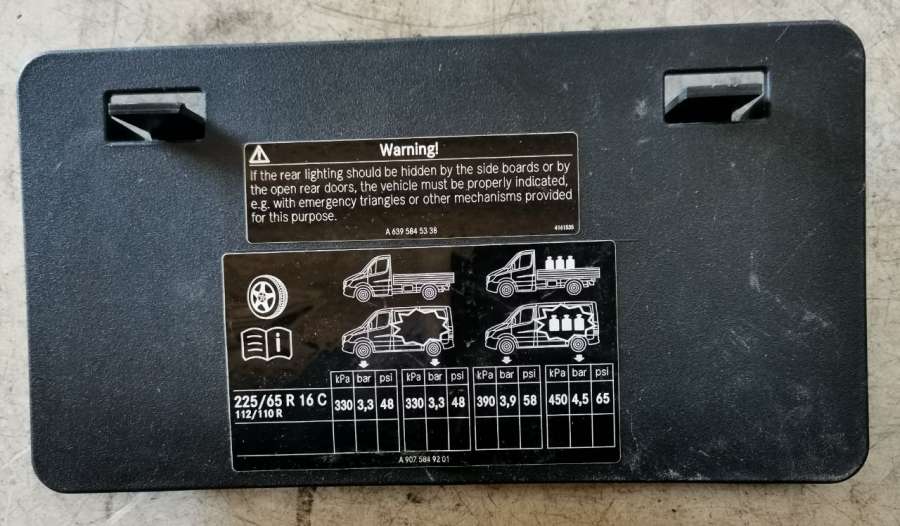 Warning!
If the rear lighting should be hidden by the side boards or by
the open rear doors, the vehicle must be properly indicated,
e.g. with emergency triangles or other mechanisms provided
for this purpose.
A 639 584 53 38 4161535
kPa bar psi kPa bar psi kPa bar psi kPa bar psi
225/65 R 16 C 330 3,3 48 330 3,3 48 390 3,9 58 450 4,5 65
112/110 R
A 907 584 92 01